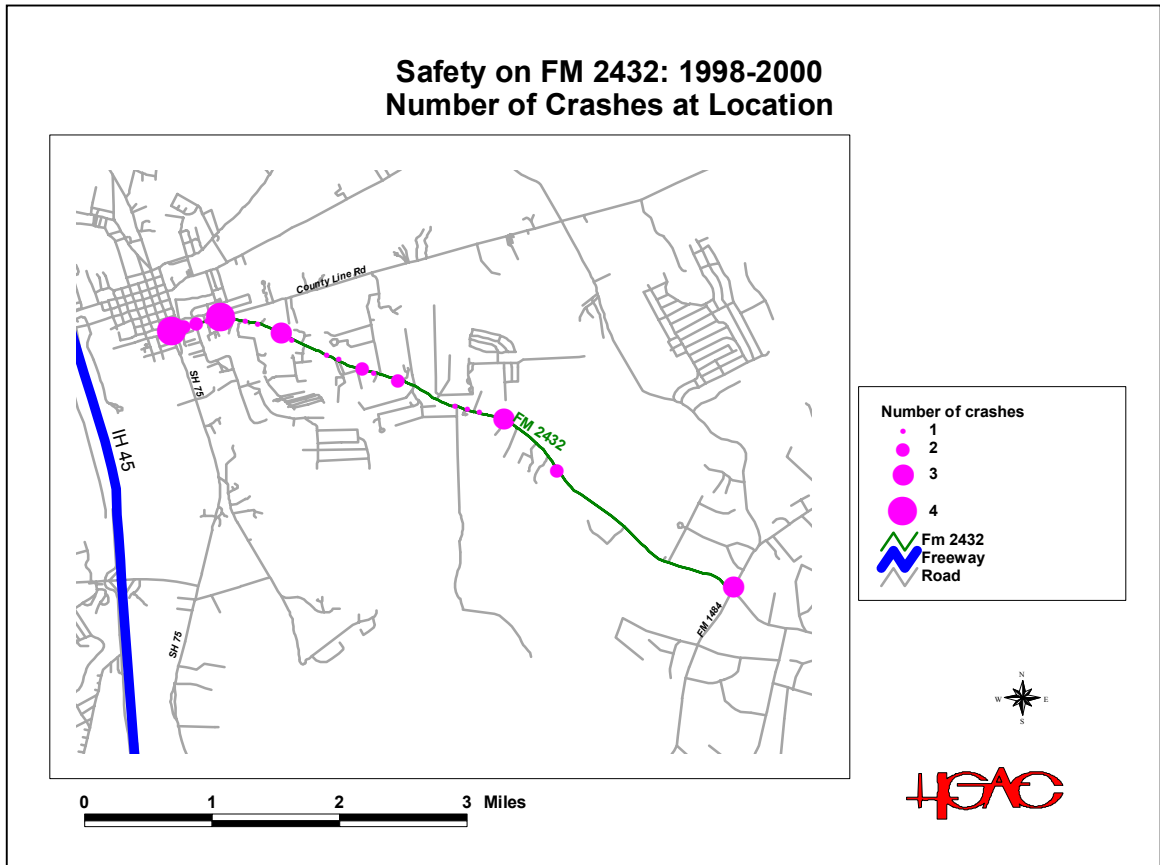 Safety on FM 2432: 1998-2000
Number of Crashes at Location
County Line Rd
SH 75
IH 45
FM 2432
SH 75
FM 1484
Number of crashes
1
2
3
4
Fm 2432
Freeway
Road
N
W E
S
HGAC
0 1 2 3 Miles